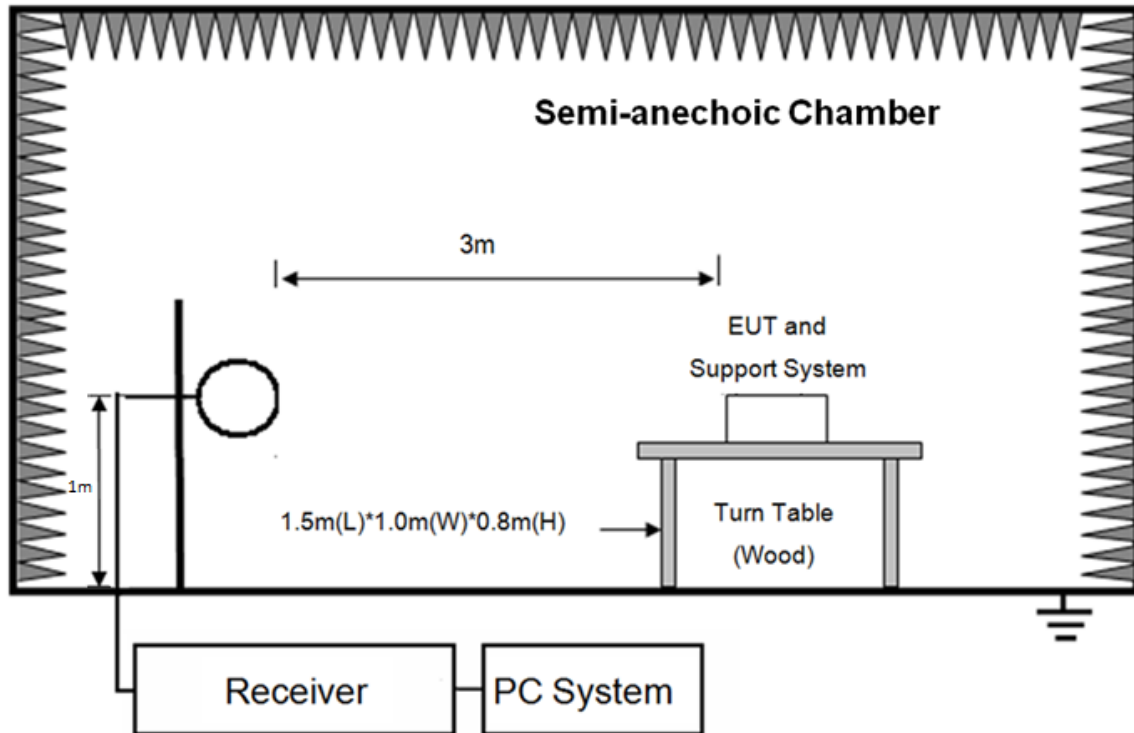 Semi-anechoic Chamber
3m
EUT and
Support System
1m
1.5m(L)*1.0m(W)*0.8m(H)
Turn Table
(Wood)
Receiver
PC System